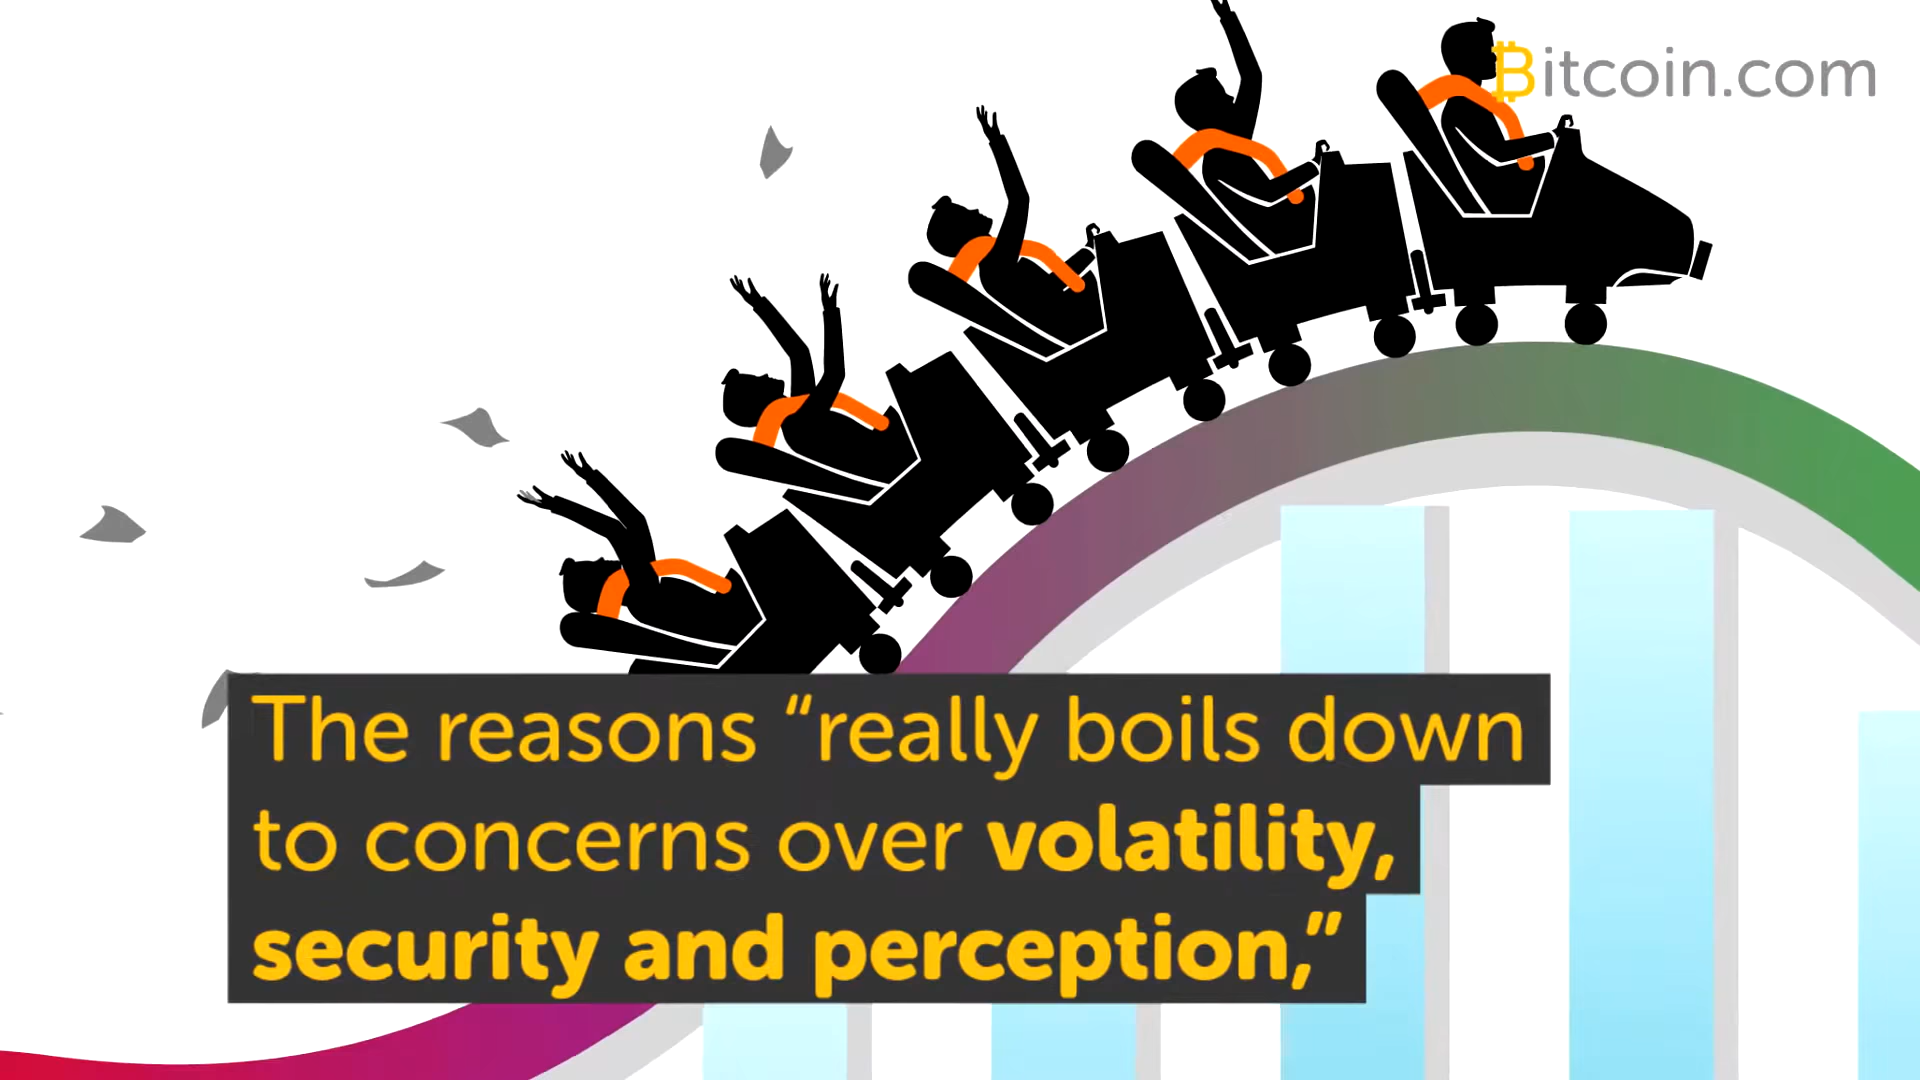 Bitcoin.com
The reasons “really boils down
to concerns over volatility,
security and perception,”